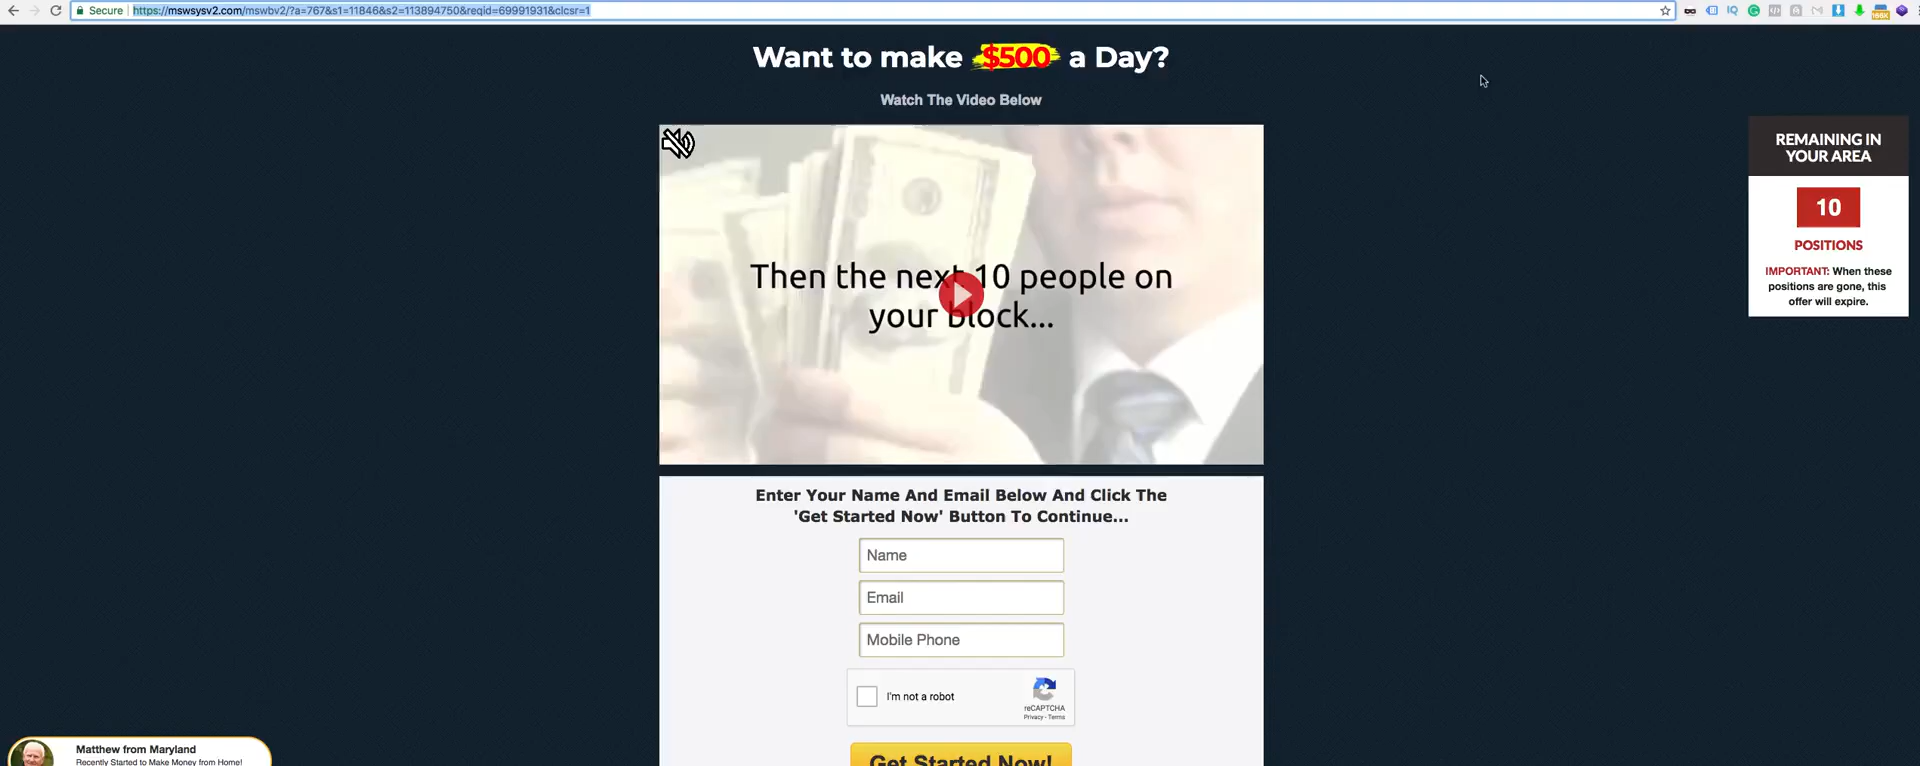 Secure
https://mswsysv2.com/mswbv2/?a=767&s1=11846&s2=113894750&reqid=69991931&clcsr=1
Want to make $500 a Day?
Watch The Video Below
Then the next 10 people on
your block...
REMAINING IN
YOUR AREA
10
POSITIONS
IMPORTANT: When these
positions are gone, this
offer will expire.
Enter Your Name And Email Below And Click The
'Get Started Now' Button To Continue...
Name
Email
Mobile Phone
I'm not a robot
reCAPTCHA
Privacy - Terms
Get Started Now!
Matthew from Maryland
Recently Started to Make Money from Home!